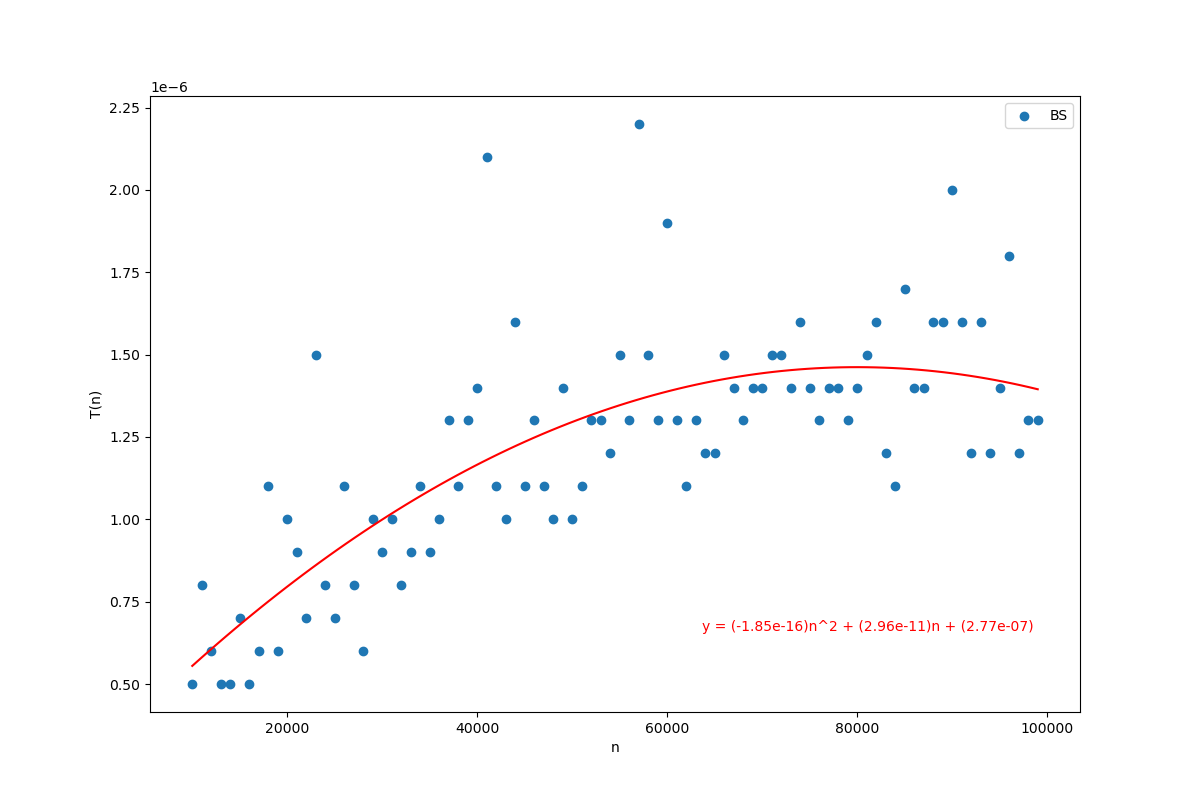 1e−6
BS
2.25
2.00
1.75
1.50
1.25
1.00
0.75
0.50
T(n)
y = (-1.85e-16)n^2 + (2.96e-11)n + (2.77e-07)
20000 40000 60000 80000 100000
n